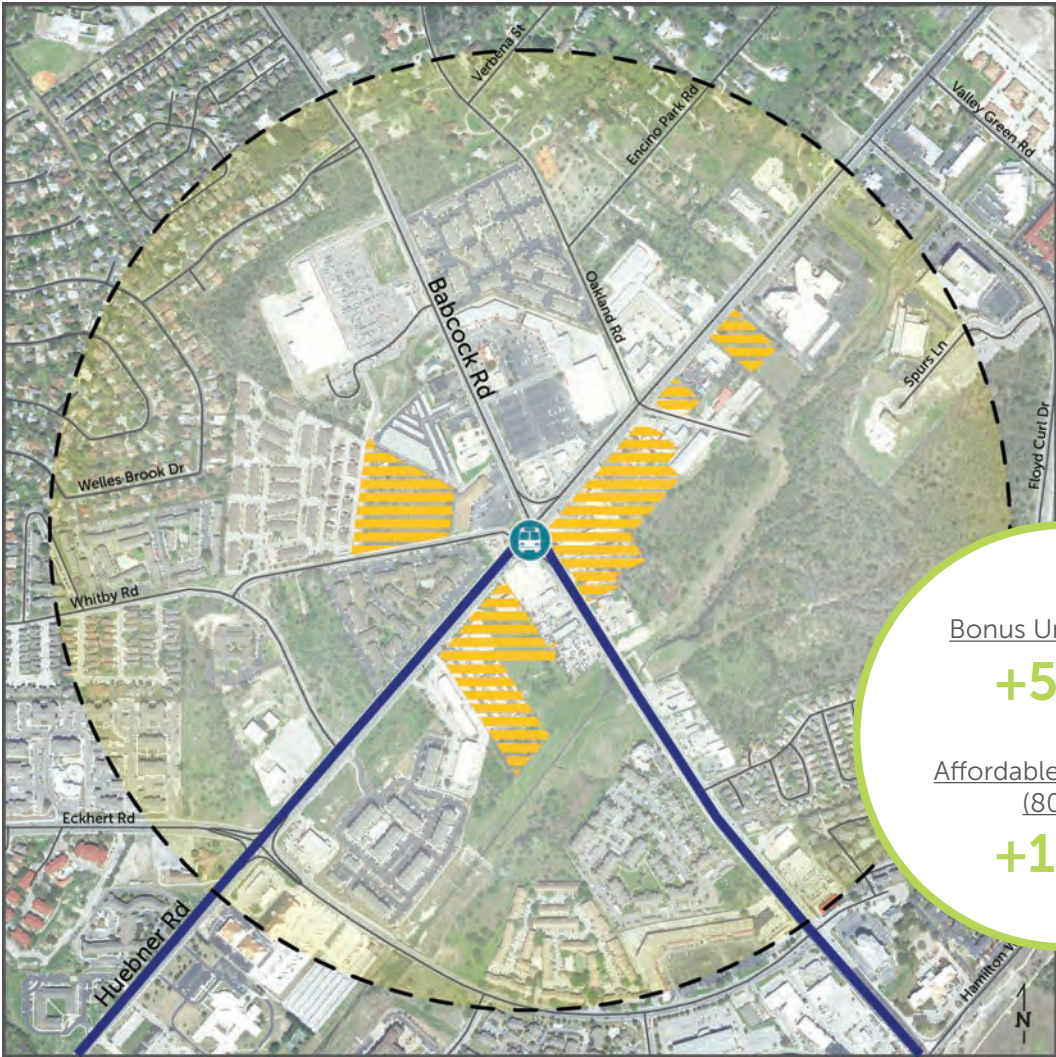 Verbena St
Encino Park Rd
Valley Green Rd
Babcock Rd
Oakland Rd
Spurs Ln
Floyd Curl Dr
Welles Brook Dr
Whitby Rd
Bonus
+5
Affordable
(80
+1
Eckhert Rd
Huebner Rd
Hamilton
N